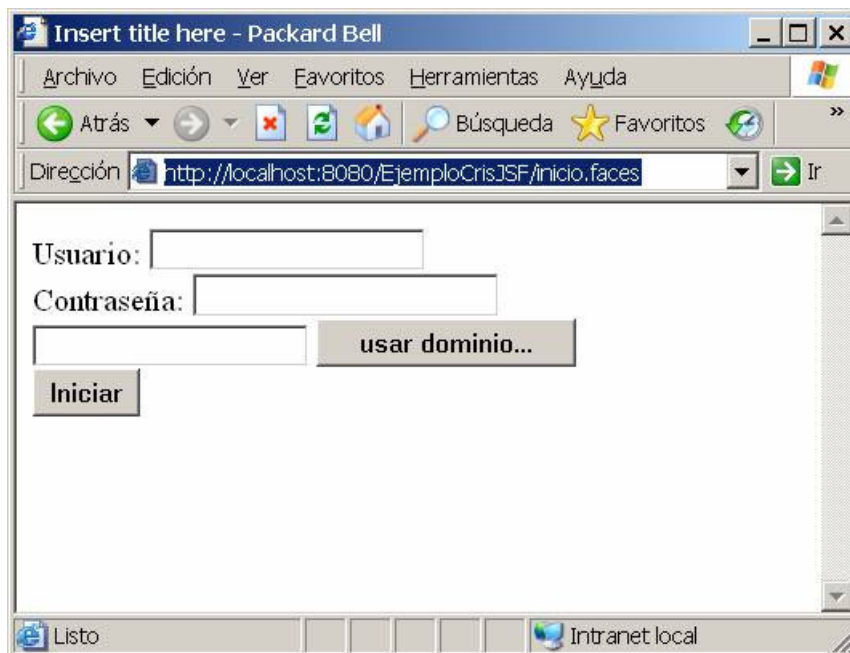 Insert title here - Packard Bell
Archivo Edición Ver Favoritos Herramientas Ayuda
Atrás Búsqueda Favoritos »
Dirección http://localhost:8080/EjemploCrisJSF/inicio.faces Ir
Usuario:
Contraseña:
usar dominio...
Iniciar
Listo Intranet local